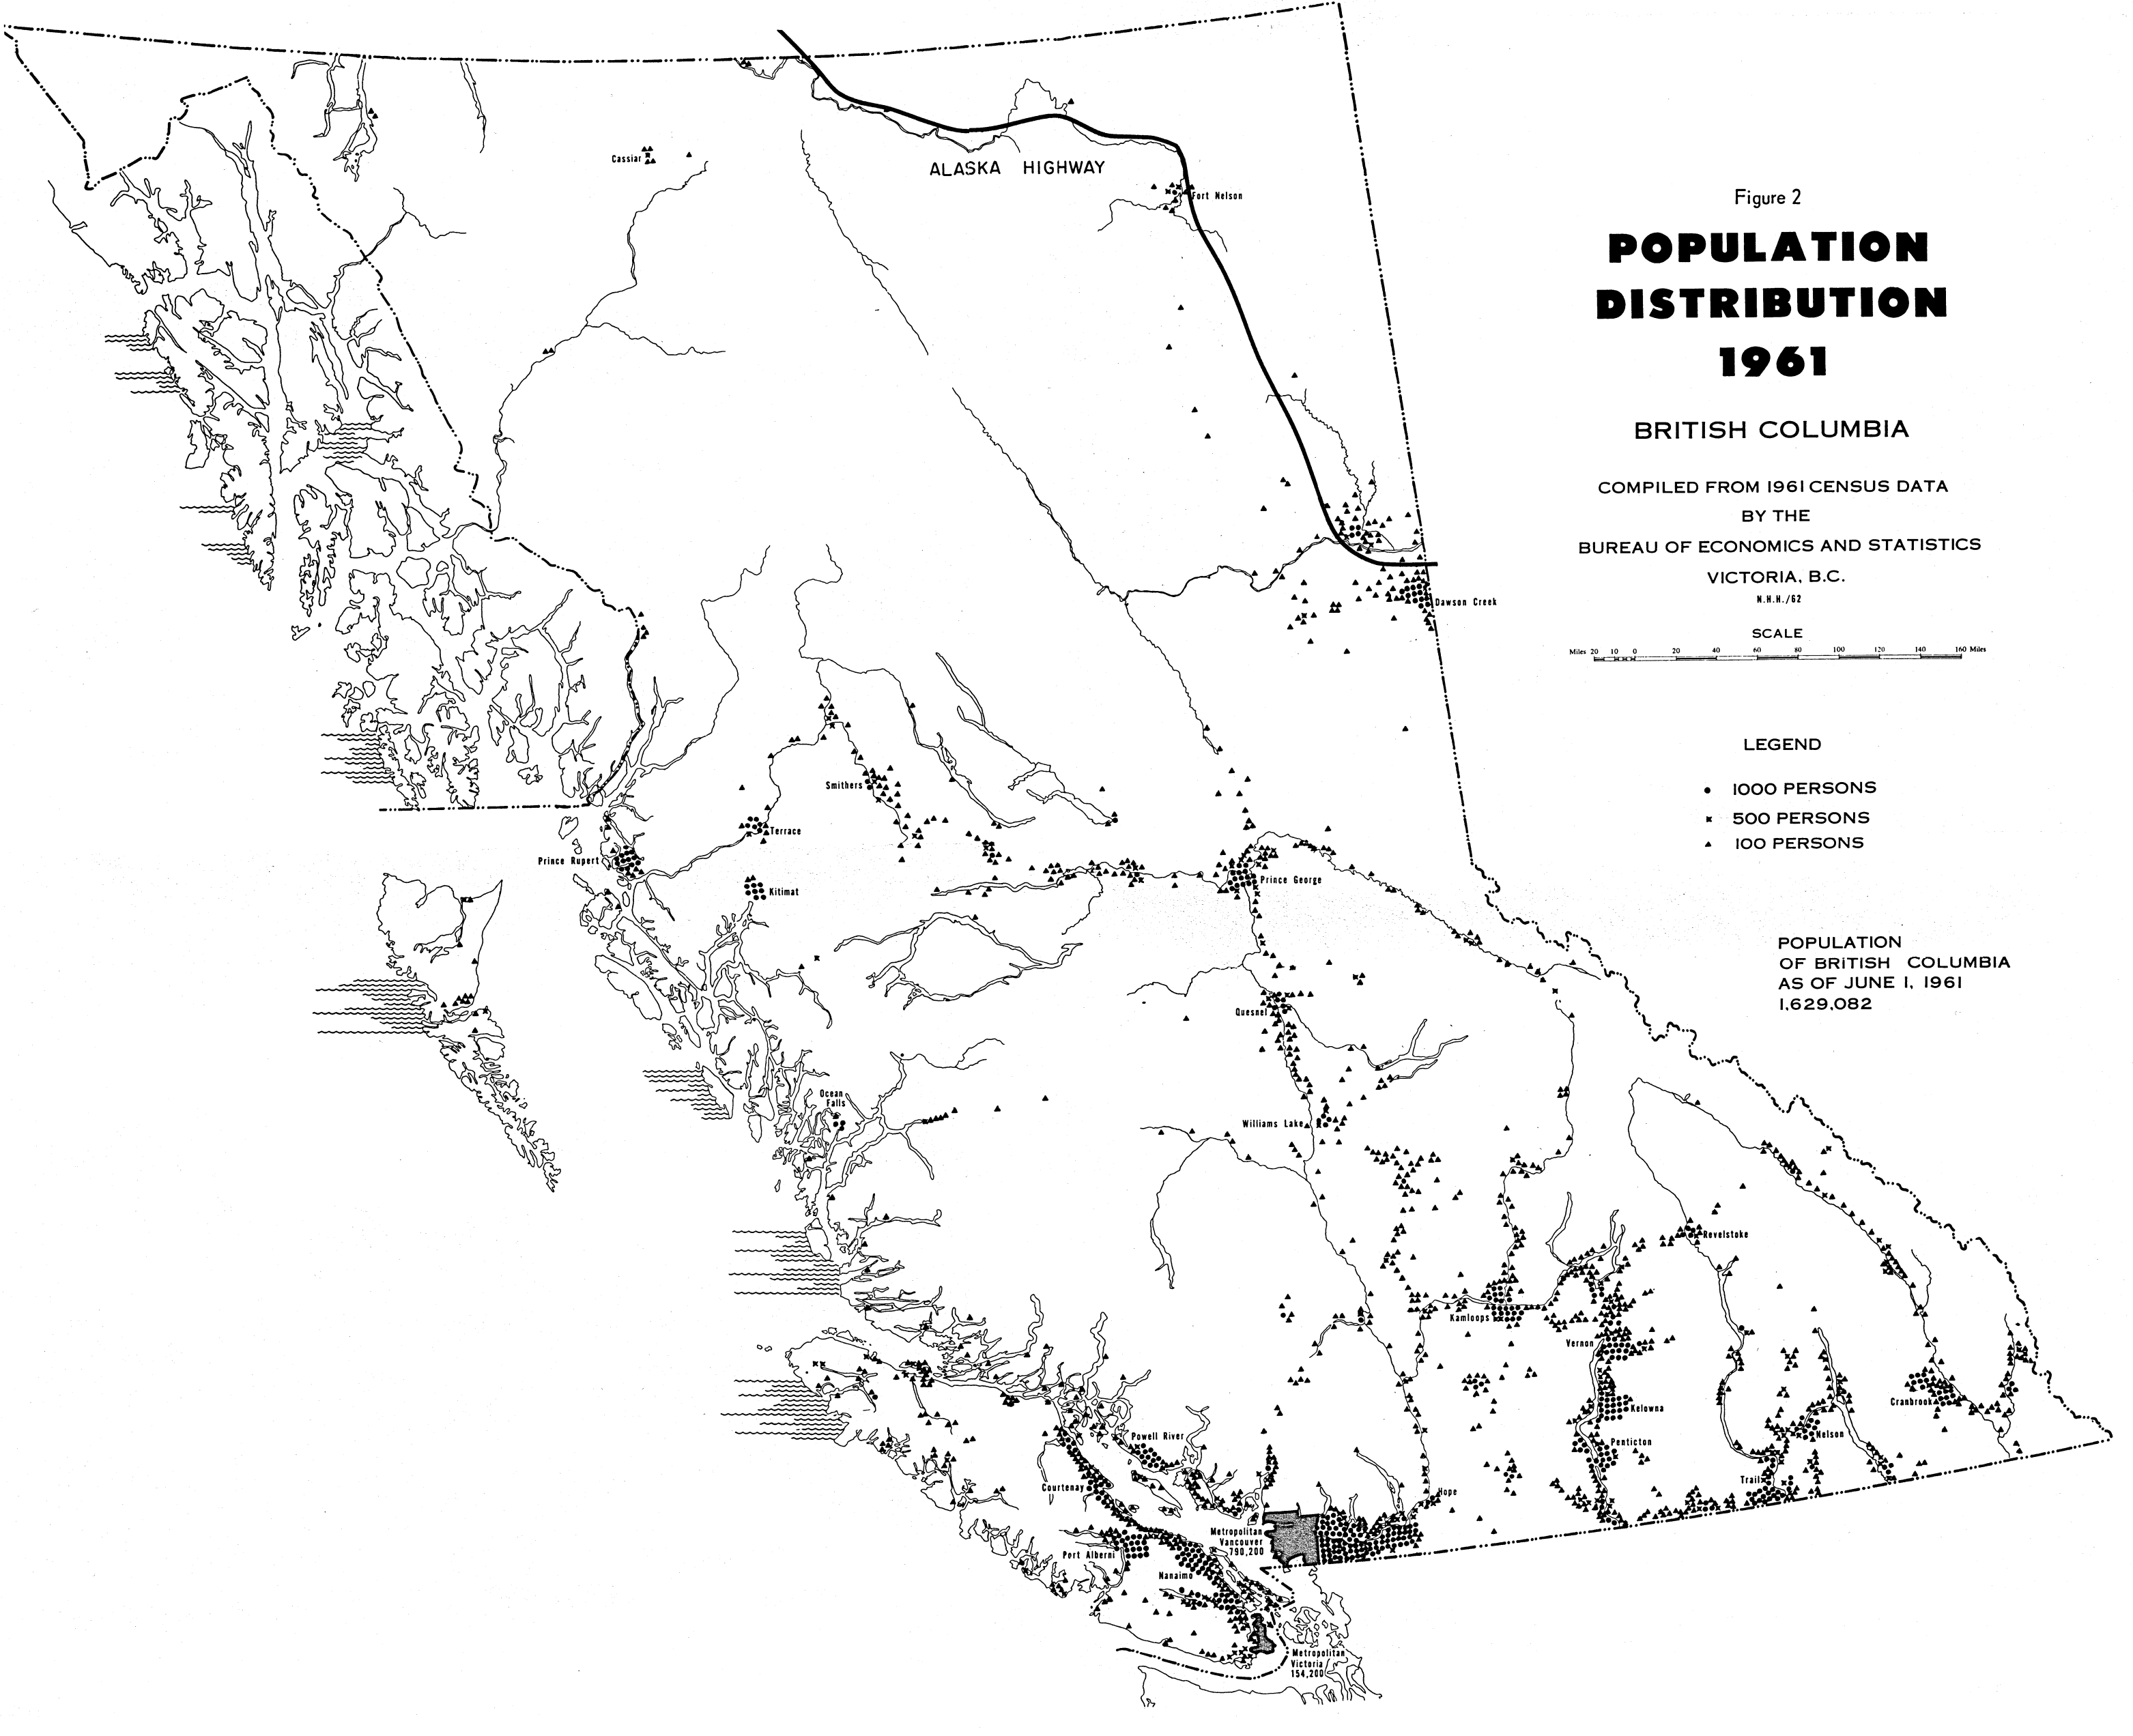 Figure 2
POPULATION
DISTRIBUTION
1961
BRITISH COLUMBIA
COMPILED FROM 1961 CENSUS DATA
BY THE
BUREAU OF ECONOMICS AND STATISTICS
VICTORIA, B.C.
N.H.H./62
SCALE
Miles 20 10 0 20 40 60 80 100 120 140 160 Miles
LEGEND
1000 PERSONS
500 PERSONS
100 PERSONS
POPULATION
OF BRITISH COLUMBIA
AS OF JUNE 1, 1961
1,629,082
ALASKA HIGHWAY
Cassiar
Fort Nelson
Dawson Creek
Smithers
Terrace
Prince Rupert
Kitimat
Prince George
Quesnel
Ocean
Falls
Williams Lake
Revelstoke
Kamloops
Vernon
Kelowna
Cranbrook
Penticton
Nelson
Powell River
Trail
Courtenay
Hope
Metropolitan
Vancouver
790,200
Port Alberni
Nanaimo
Metropolitan
Victoria
154,200